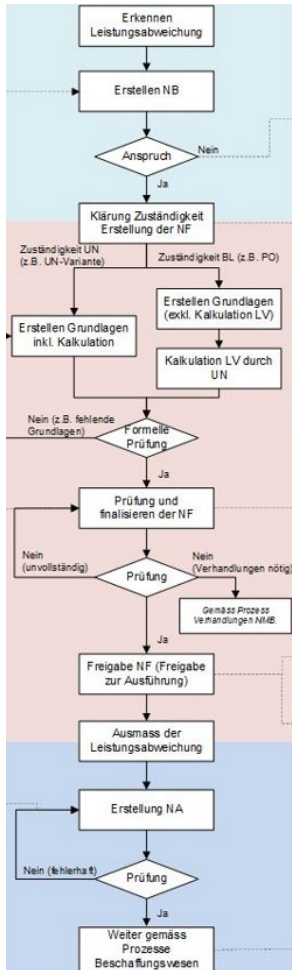 Erkennen
Leistungsabweichung
Erstellen NB
Anspruch
Nein
Ja
Klärung Zuständigkeit
Erstellung der NF
Zuständigkeit UN
(z.B. UN-Variante)
Zuständigkeit BL (z.B. PO)
Erstellen Grundlagen
(exkl. Kalkulation LV)
Erstellen Grundlagen
inkl. Kalkulation
Kalkulation LV durch
UN
Nein (z.B. fehlende
Grundlagen)
Formelle
Prüfung
Ja
Prüfung und
finalisieren der NF
Nein
(unvollständig)
Nein
(Verhandlungen nötig)
Prüfung
Gemäss Prozess
Verhandlungen NMB.
Ja
Freigabe NF (Freigabe
zur Ausführung)
Ausmass der
Leistungsabweichung
Erstellung NA
Nein (fehlerhaft)
Prüfung
Ja
Weiter gemäss
Prozesse
Beschaffungswesen